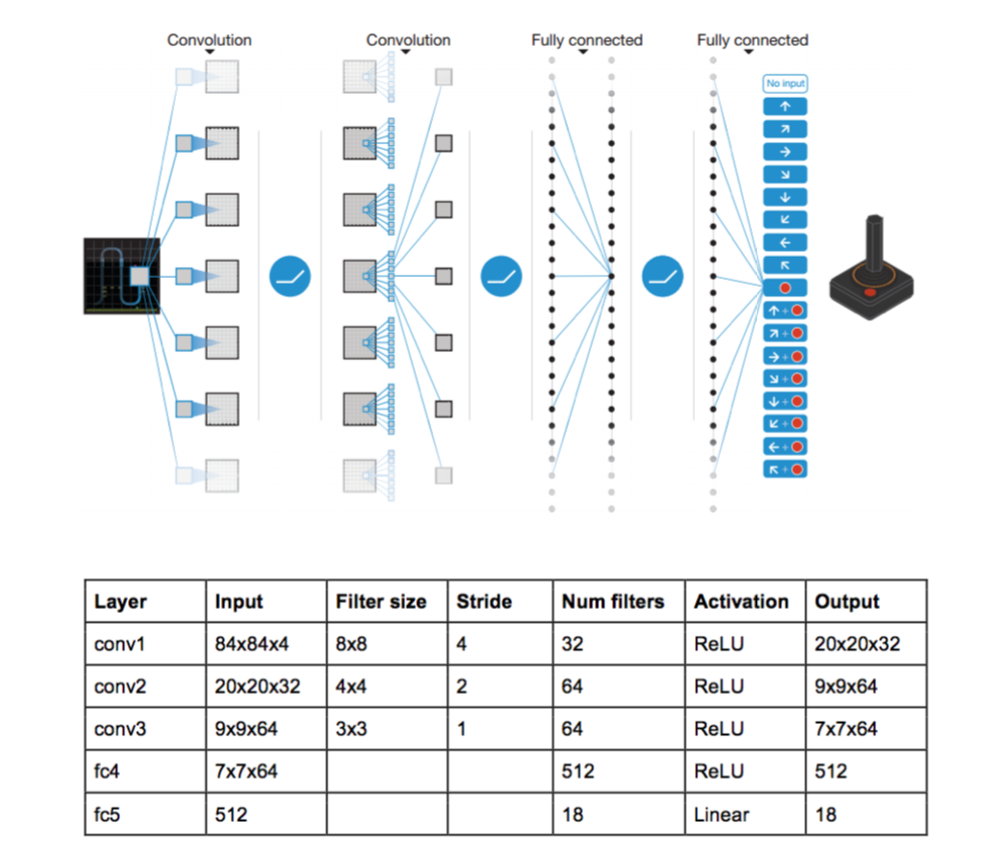 Convolution Convolution Fully connected Fully connected
No input
Layer Input Filter size Stride Num filters Activation Output
conv1 84x84x4 8x8 4 32 ReLU 20x20x32
conv2 20x20x32 4x4 2 64 ReLU 9x9x64
conv3 9x9x64 3x3 1 64 ReLU 7x7x64
fc4 7x7x64 512 ReLU 512
fc5 512 18 Linear 18